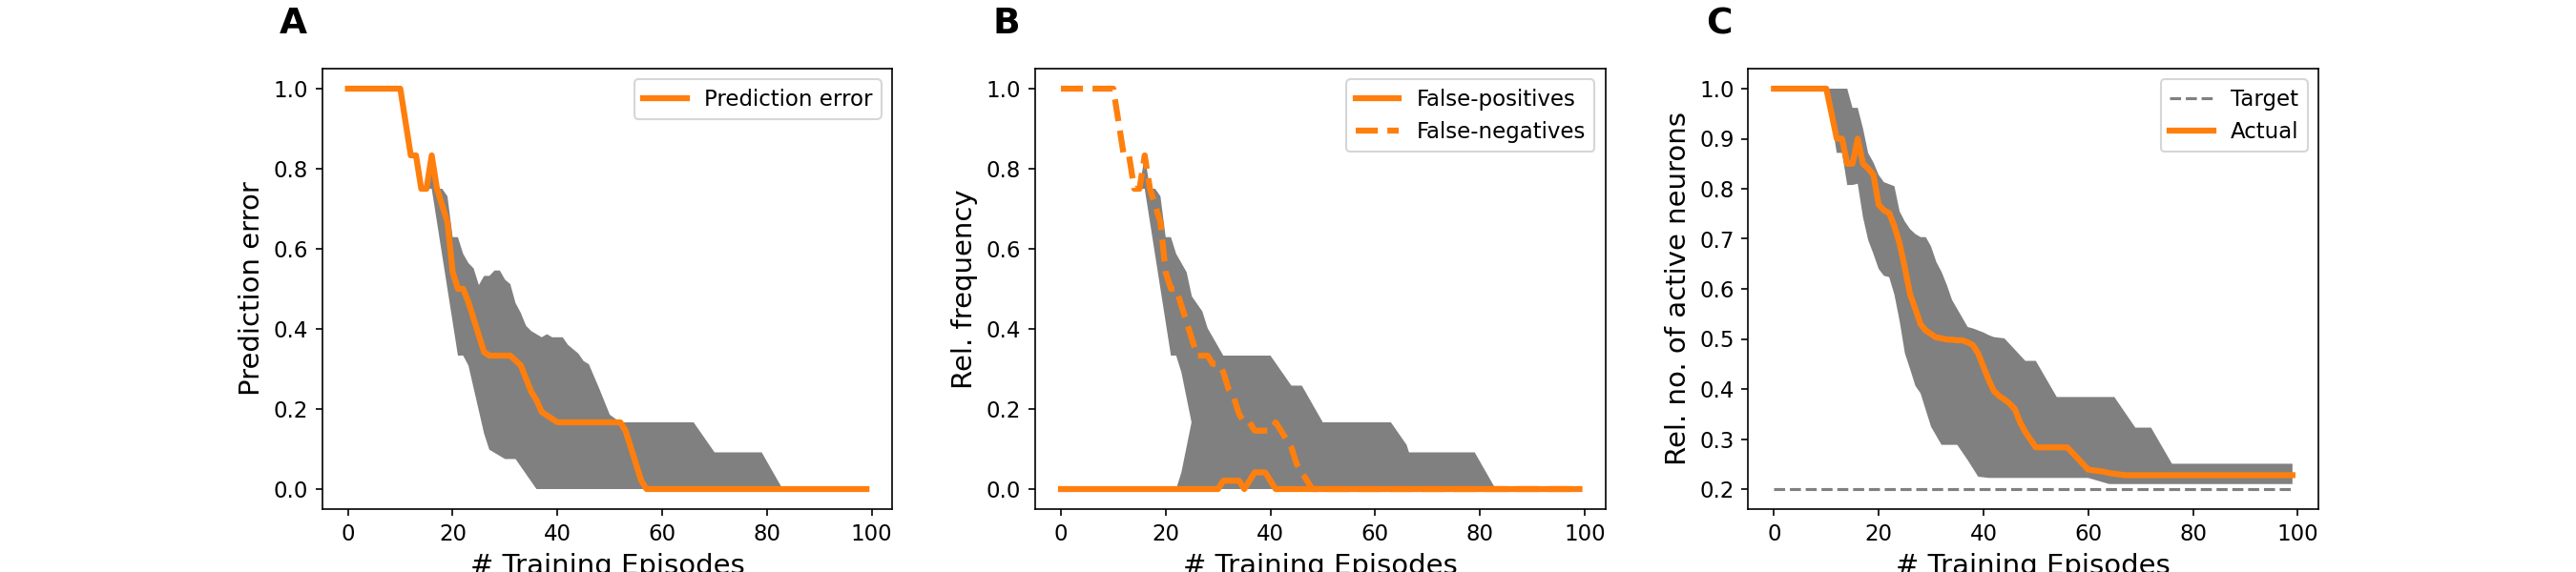 A
Prediction error
1.0
0.8
0.6
0.4
0.2
0.0
Prediction error
0 20 40 60 80 100
# Training Episodes
B
False-positives
False-negatives
1.0
0.8
0.6
0.4
0.2
0.0
Rel. frequency
0 20 40 60 80 100
# Training Episodes
C
Target
Actual
1.0
0.9
0.8
0.7
0.6
0.5
0.4
0.3
0.2
Rel. no. of active neurons
0 20 40 60 80 100
# Training Episodes